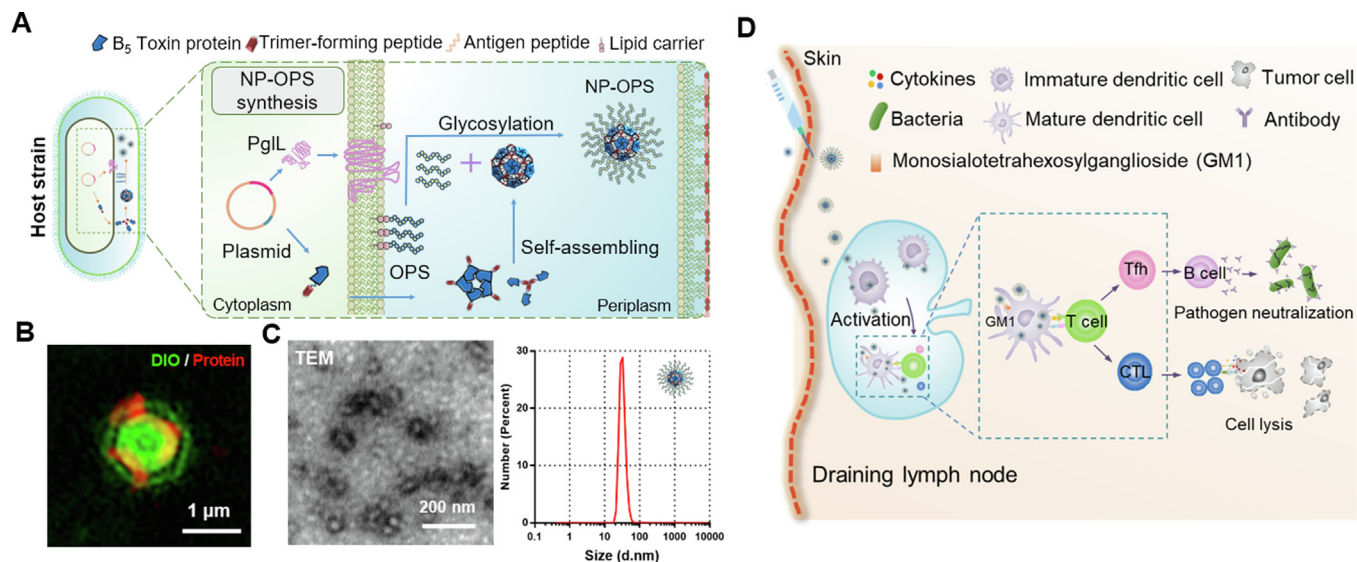 A
B₅ Toxin protein Trimer-forming peptide Antigen peptide Lipid carrier
Host strain
NP-OPS
synthesis
PglL
Plasmid
Cytoplasm
OPS
Glycosylation
Self-assembling
NP-OPS
Periplasm
B
DIO / Protein
1 μm
C
TEM
200 nm
Number (Percent)
30
20
10
0
0.1 1 10 100 1000 10000
Size (d.nm)
D
Skin
Cytokines Immature dendritic cell Tumor cell
Bacteria Mature dendritic cell Antibody
Monosialotetrahexosylganglioside (GM1)
Activation
GM1
T cell
Tfh
B cell
Pathogen neutralization
CTL
Cell lysis
Draining lymph node